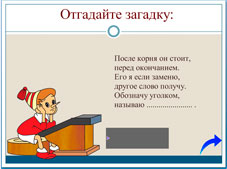 Отгадайте загадку:
После корня он стоит,
перед окончанием.
Его я если заменю,
другое слово получу.
Обозначу уголком,
называю ....................... .